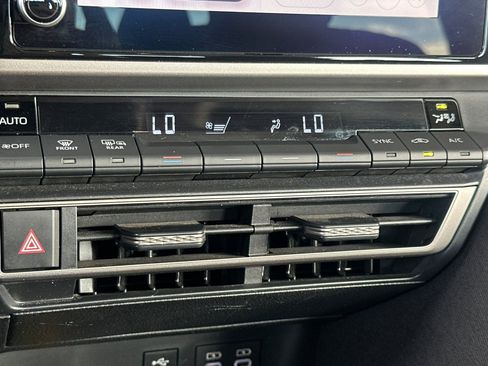 AUTO
LO LO
OFF FRONT REAR SYNC A/C